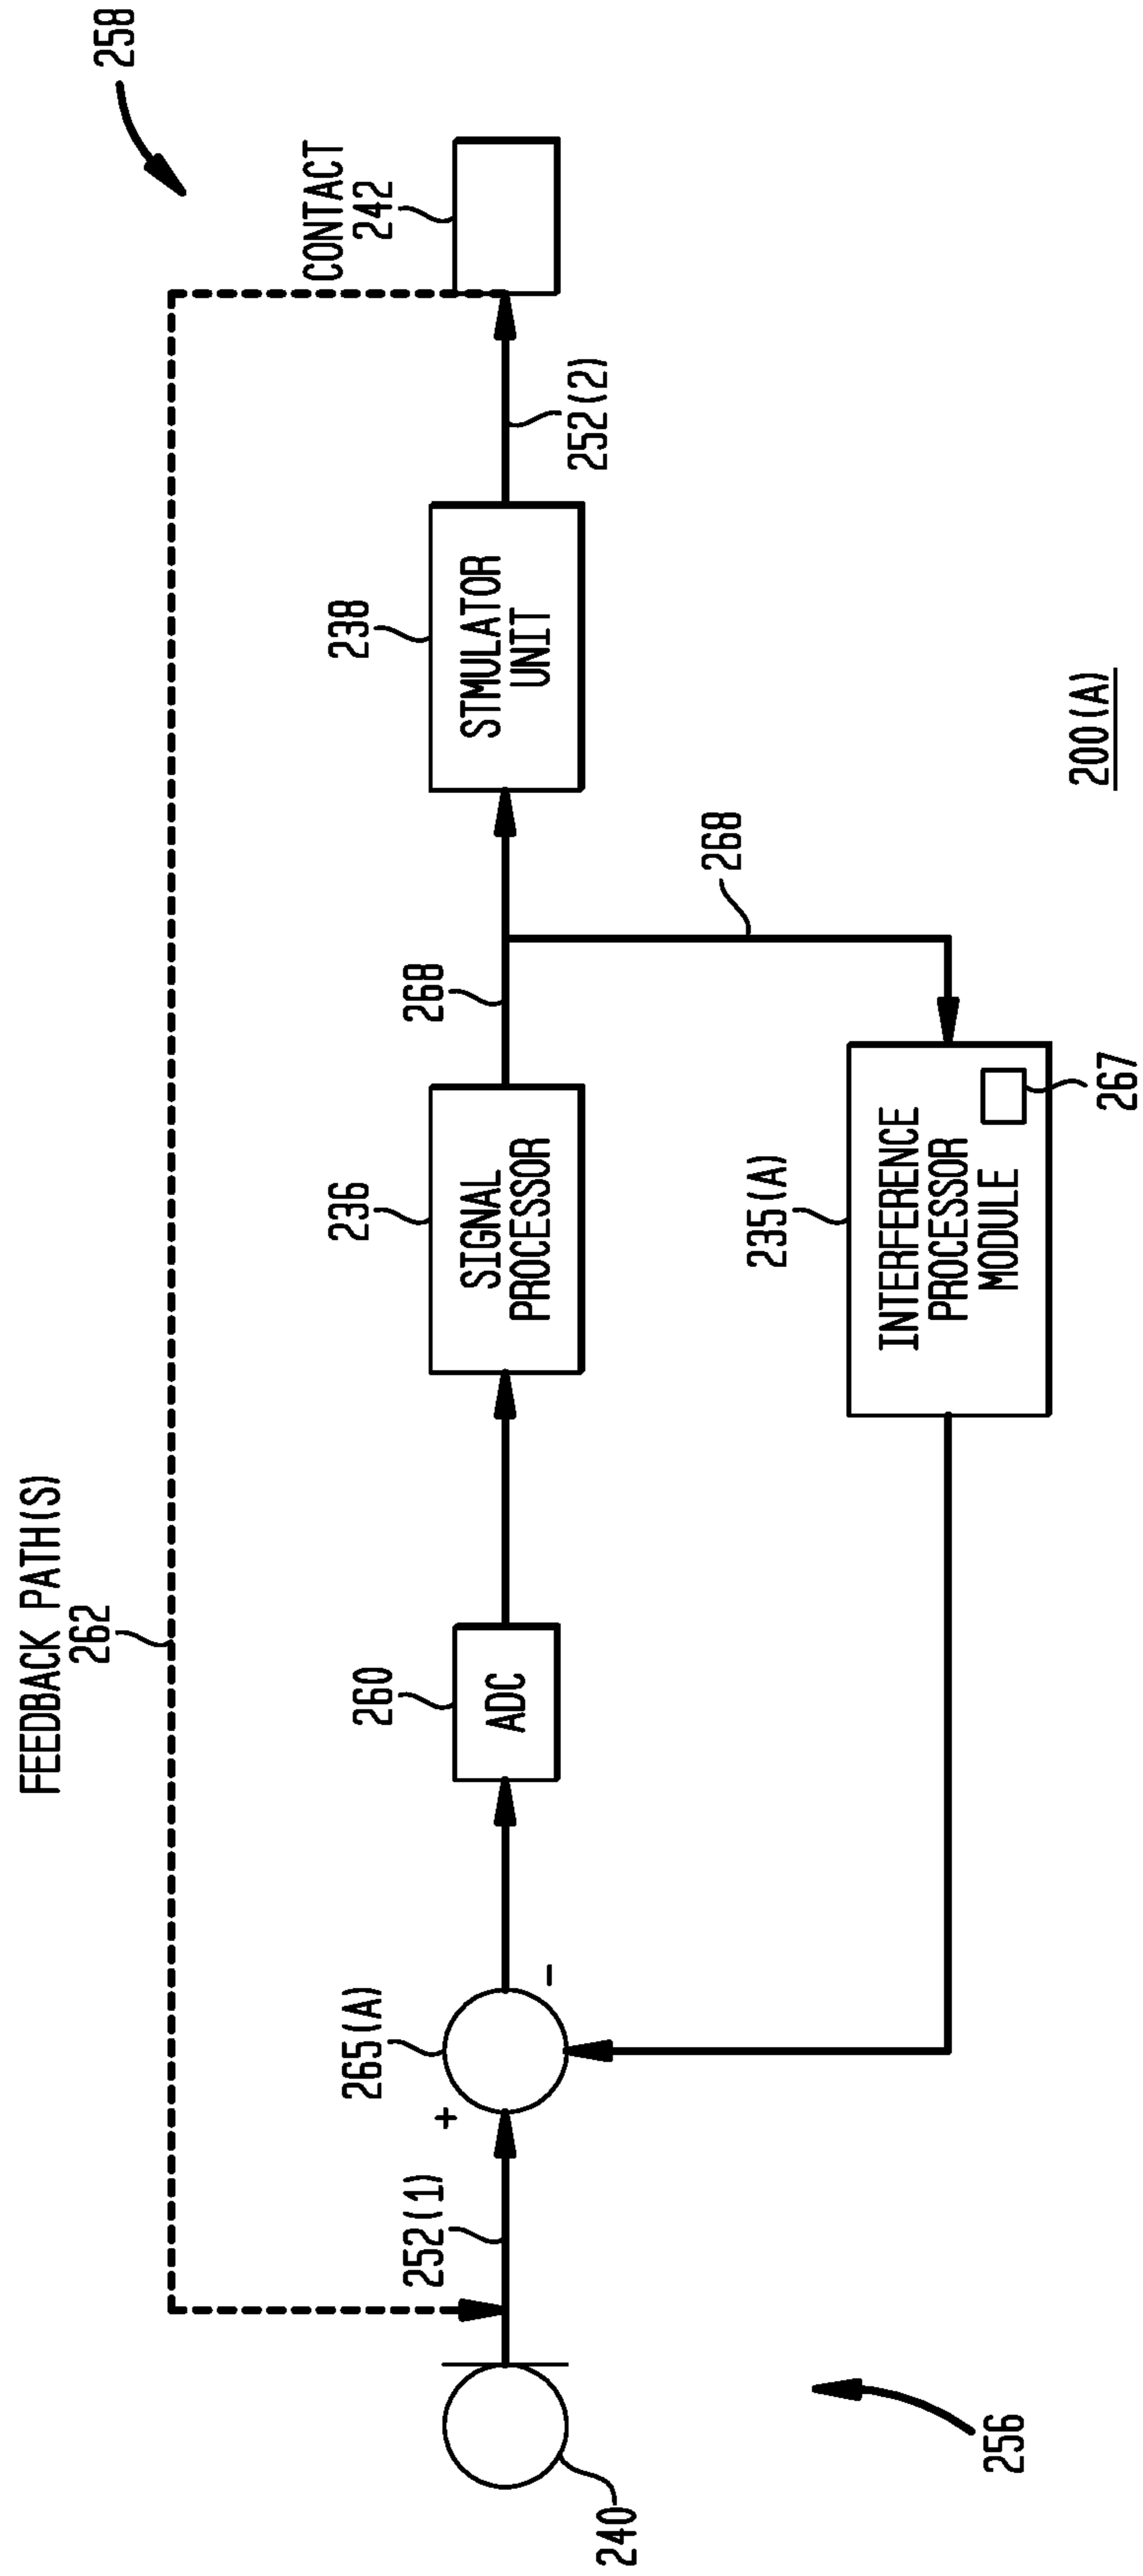 FEEDBACK PATH(S)
262
258
CONTACT
242
240
252(1)
+
265(A)
-
260
ADC
236
SIGNAL
PROCESSOR
268
238
STMULATOR
UNIT
252(2)
268
235(A)
INTERFERENCE
PROCESSOR
MODULE
267
256
200(A)